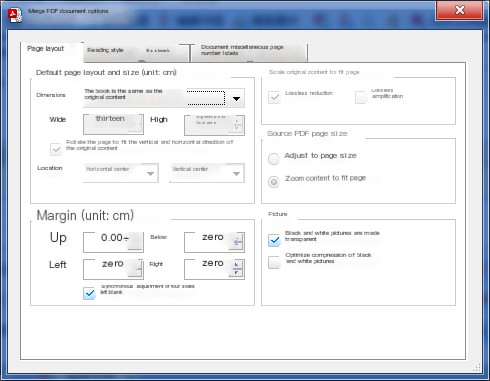 Merge PDF document options
Page layout
Reading style
Bookmark
Document miscellaneous page
number labels
Default page layout and size (unit: cm)
Dimensions
The book is the same as the
original content
Wide
thirteen
High
Rotate the page to fit the vertical and horizontal direction of
the original content
Location
Horizontal center
Vertical center
Scale original content to fit page
Lossless reduction
Lossless
amplification
Source PDF page size
Adjust to page size
Zoom content to fit page
Margin (unit: cm)
Up
0.00
Below:
zero
Left
zero
Right
zero
Synchronous adjustment of four sides
left blank
Picture
Black and white pictures are made
transparent
Optimize compression of black
and white pictures